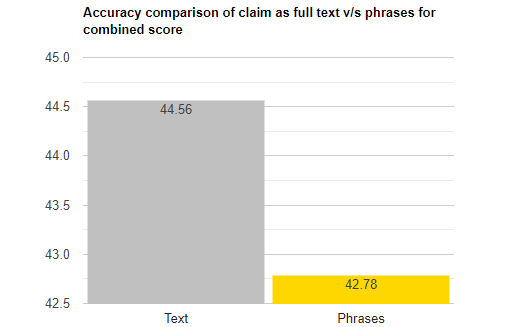 Accuracy comparison of claim as full text v/s phrases for
combined score
45.0
44.5
44.56
44.0
43.5
43.0
42.78
42.5
Text Phrases